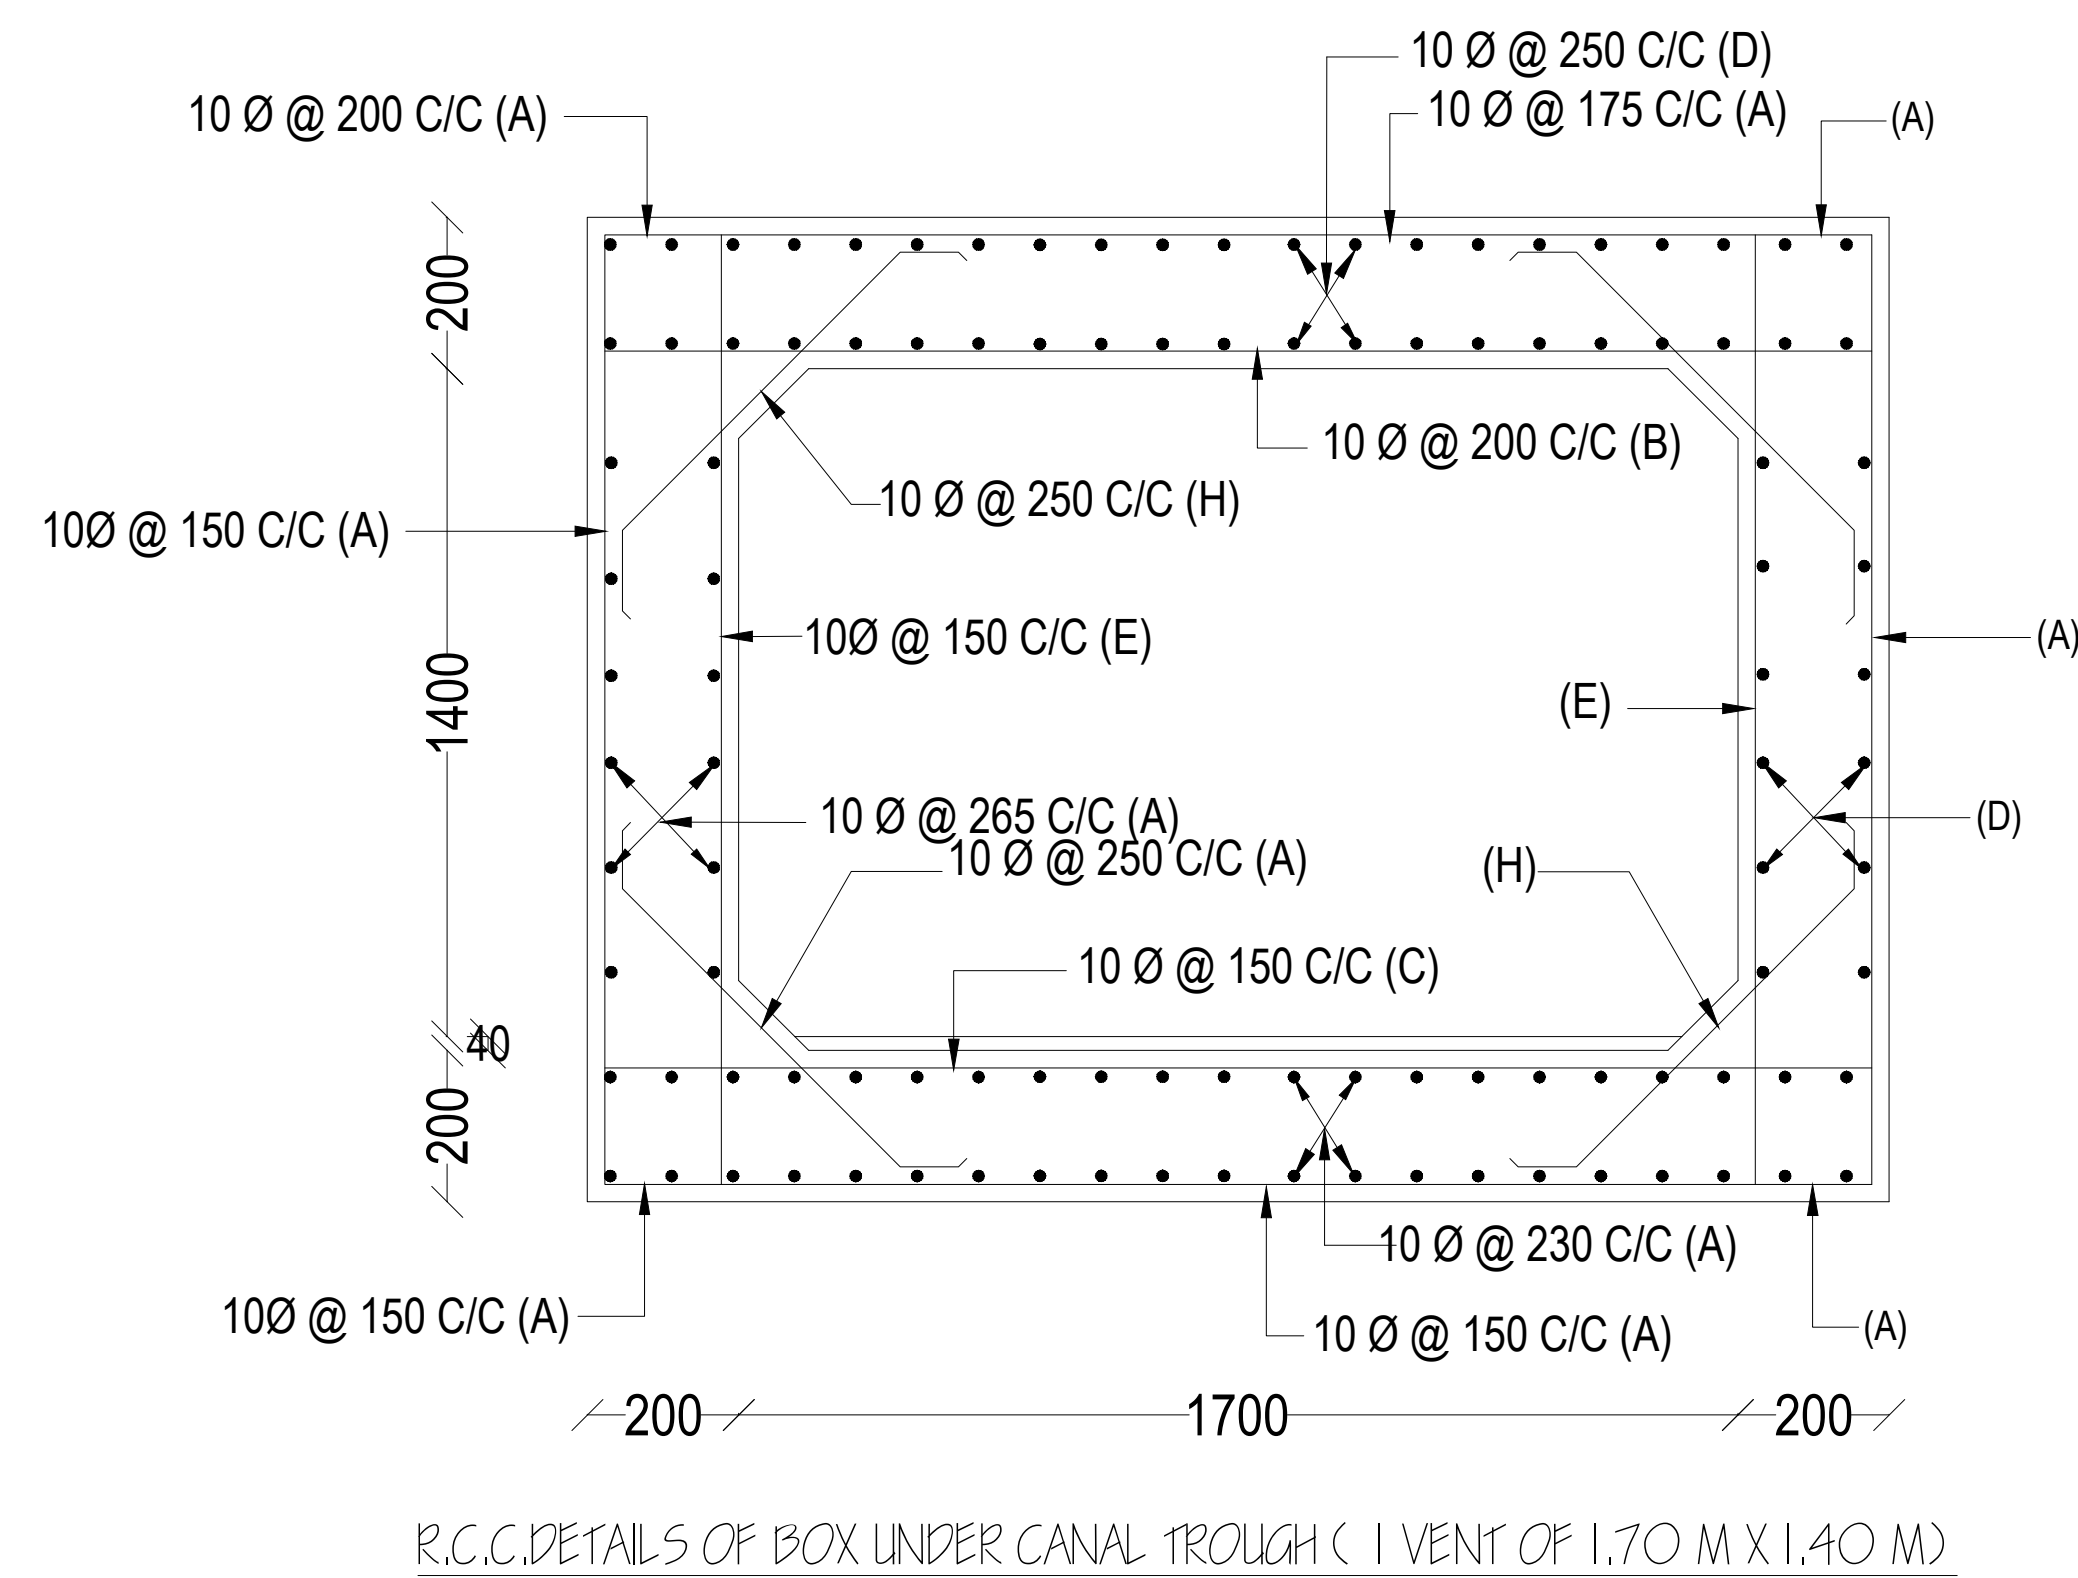 10 Ø @ 250 C/C (D)
10 Ø @ 200 C/C (A)
10 Ø @ 175 C/C (A)
(A)
200
10 Ø @ 200 C/C (B)
10 Ø @ 250 C/C (H)
10Ø @ 150 C/C (A)
10Ø @ 150 C/C (E)
(A)
1400
(E)
10 Ø @ 265 C/C (A)
(D)
10 Ø @ 250 C/C (A)
(H)
10 Ø @ 150 C/C (C)
40
200
10 Ø @ 230 C/C (A)
10Ø @ 150 C/C (A)
10 Ø @ 150 C/C (A)
(A)
200
1700
200
R.C.C.DETAILS OF BOX UNDER CANAL TROUGH ( 1 VENT OF 1.70 M X 1.40 M)